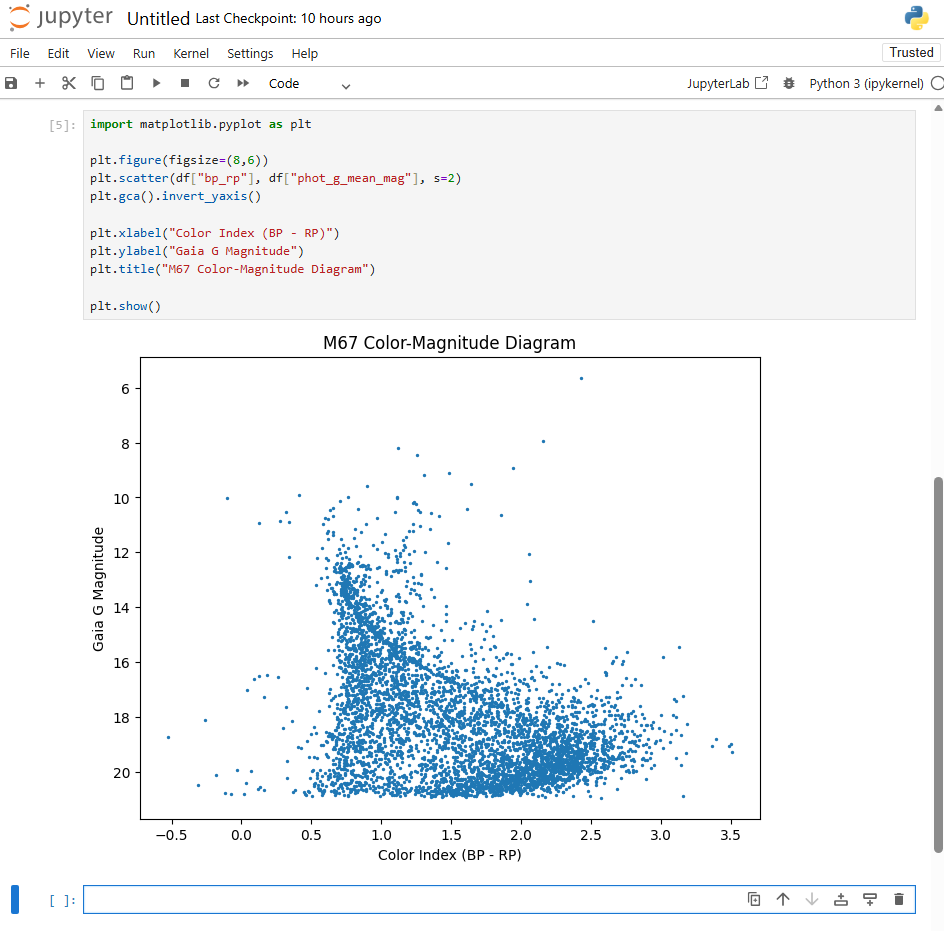 jupyter Untitled Last Checkpoint: 10 hours ago
File Edit View Run Kernel Settings Help Trusted
Code JupyterLab Python 3 (ipykernel)
[5]: import matplotlib.pyplot as plt
plt.figure(figsize=(8,6))
plt.scatter(df["bp_rp"], df["phot_g_mean_mag"], s=2)
plt.gca().invert_yaxis()
plt.xlabel("Color Index (BP - RP)")
plt.ylabel("Gaia G Magnitude")
plt.title("M67 Color-Magnitude Diagram")
plt.show()
M67 Color-Magnitude Diagram
6
8
10
12
14
16
18
20
Gaia G Magnitude
−0.5 0.0 0.5 1.0 1.5 2.0 2.5 3.0 3.5
Color Index (BP - RP)
[ ]: